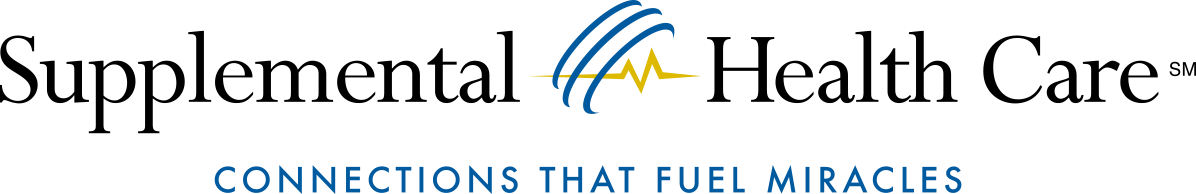 Supplemental Health Care SM
CONNECTIONS THAT FUEL MIRACLES